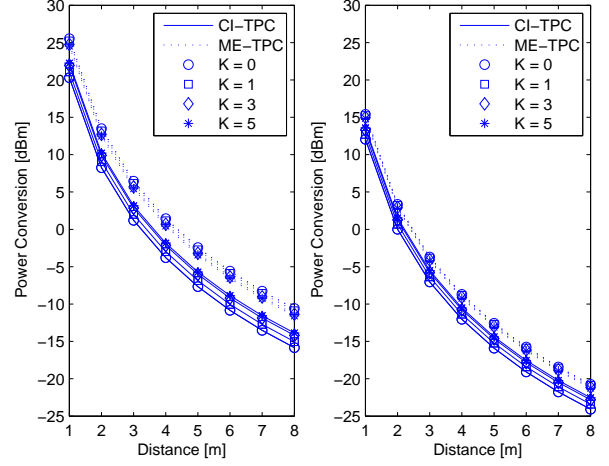 30
25
20
15
10
5
0
−5
−10
−15
−20
−25
Power Conversion [dBm]
1 2 3 4 5 6 7 8
Distance [m]
CI−TPC
ME−TPC
K = 0
K = 1
K = 3
K = 5
30
25
20
15
10
5
0
−5
−10
−15
−20
−25
Power Conversion [dBm]
1 2 3 4 5 6 7 8
Distance [m]
CI−TPC
ME−TPC
K = 0
K = 1
K = 3
K = 5